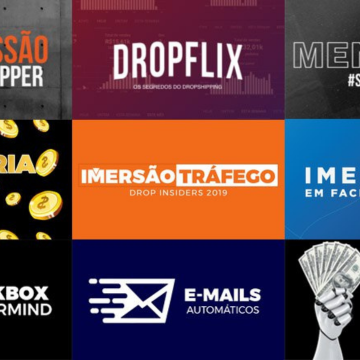 SSÃO
PPER
DROPFLIX
OS SEGREDOS DO DROPSHIPPING
MEN
#S
RIA
IMERSÃO TRÁFEGO
DROP INSIDERS 2019
IME
EM FAC
KBOX
RMIND
E-MAILS
AUTOMÁTICOS